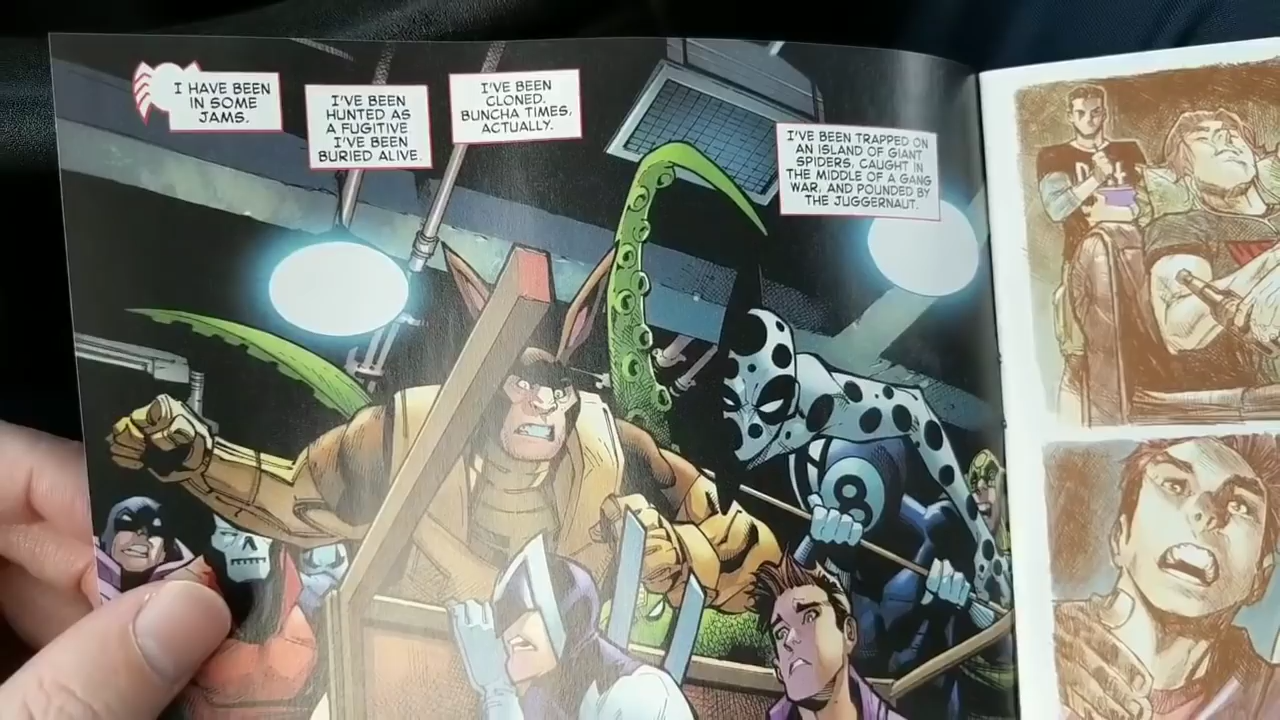 I HAVE BEEN
IN SOME
JAMS.
I'VE BEEN
HUNTED AS
A FUGITIVE
I'VE BEEN
BURIED ALIVE.
I'VE BEEN
CLONED.
BUNCHA TIMES,
ACTUALLY.
I'VE BEEN TRAPPED ON
AN ISLAND OF GIANT
SPIDERS, CAUGHT IN
THE MIDDLE OF A GANG
WAR, AND POUNDED BY
THE JUGGERNAUT.
8